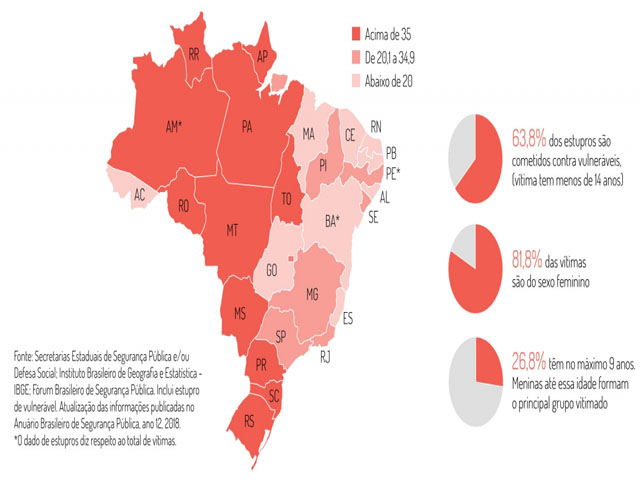 Acima de 35
De 20,1 a 34,9
Abaixo de 20
RR
AP
AM*
PA
MA
CE
RN
PB
PE*
PI
AL
SE
AC
RO
TO
BA*
MT
GO
MG
ES
MS
SP
RJ
PR
SC
RS
63,8% dos estupros são
cometidos contra vulneráveis,
(vítima tem menos de 14 anos)
81,8% das vítimas
são do sexo feminino
26,8% têm no máximo 9 anos.
Meninas até essa idade formam
o principal grupo vitimado
Fonte: Secretarias Estaduais de Segurança Pública e/ou
Defesa Social; Instituto Brasileiro de Geografia e Estatística -
IBGE; Fórum Brasileiro de Segurança Pública. Inclui estupro
de vulnerável. Atualização das informações publicadas no
Anuário Brasileiro de Segurança Pública, ano 12, 2018.
*O dado de estupros diz respeito ao total de vítimas.